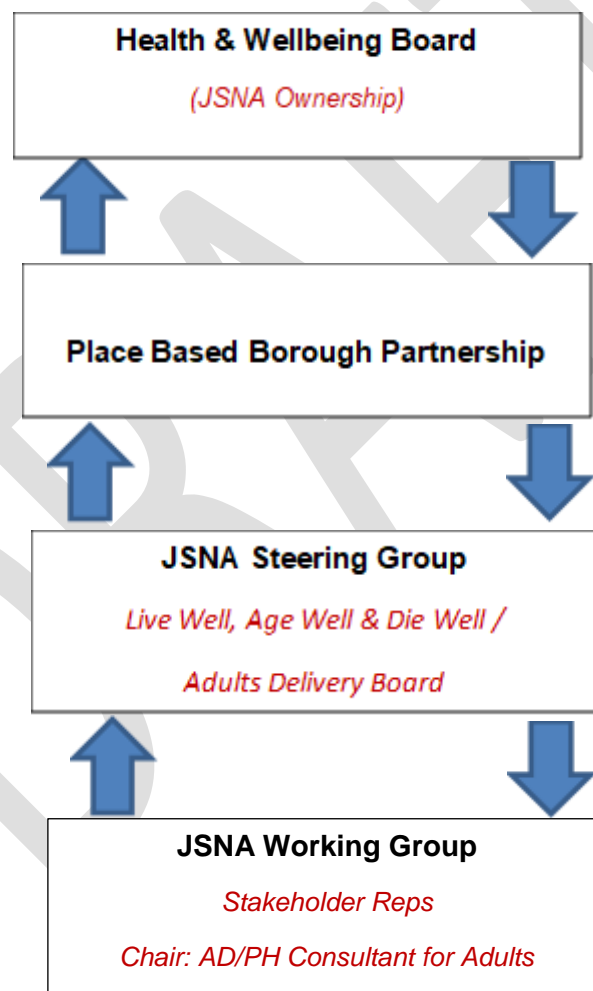 Health & Wellbeing Board
(JSNA Ownership)
Place Based Borough Partnership
JSNA Steering Group
Live Well, Age Well & Die Well /
Adults Delivery Board
JSNA Working Group
Stakeholder Reps
Chair: AD/PH Consultant for Adults